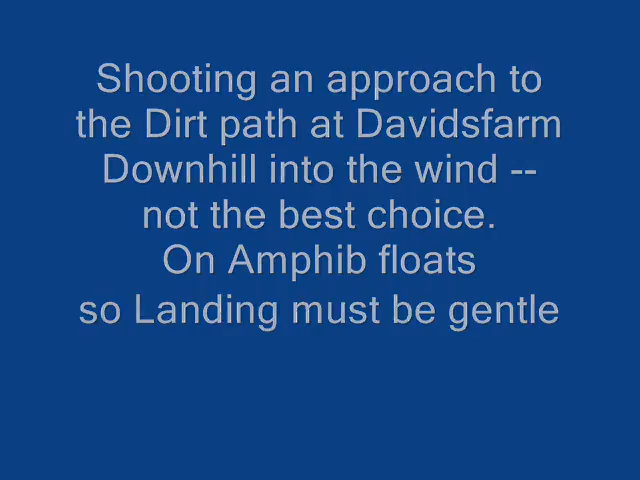 Shooting an approach to
the Dirt path at Davidsfarm
Downhill into the wind --
not the best choice.
On Amphib floats
so Landing must be gentle